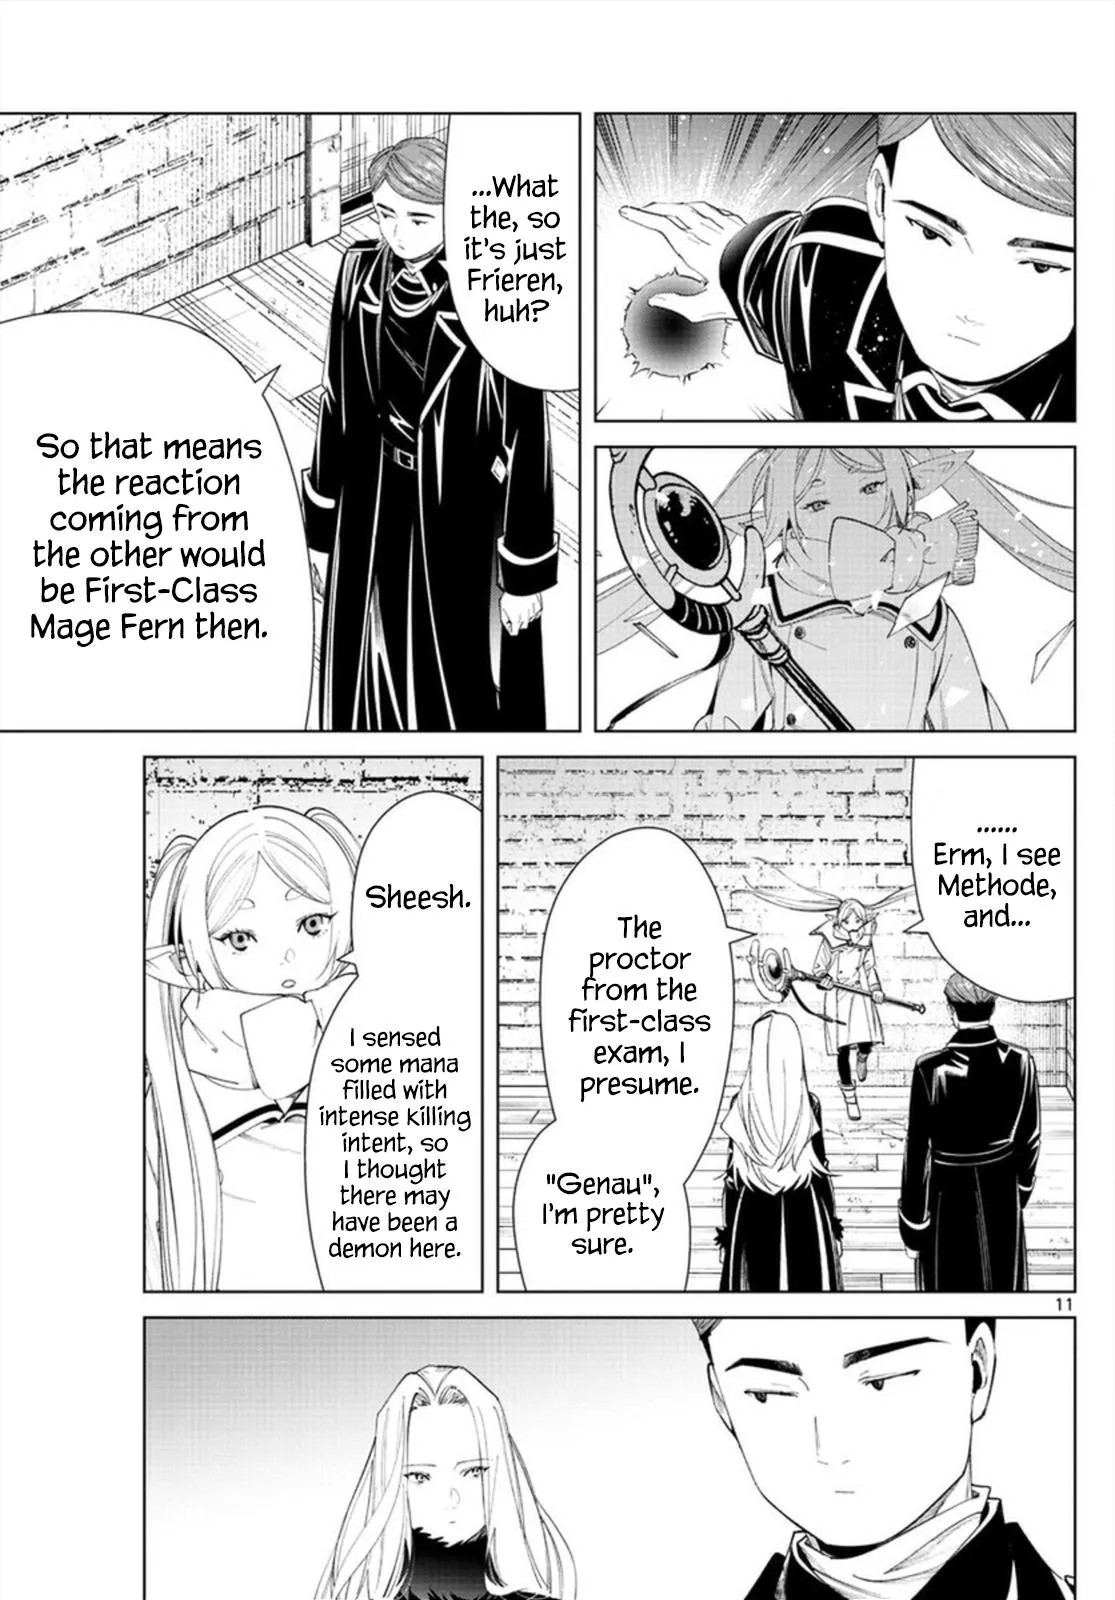 ...What
the, so
it's just
Frieren,
huh?
So that means
the reaction
coming from
the other would
be First-Class
Mage Fern then.
......
Erm, I see
Methode,
and...
The
proctor
from the
first-class
exam, I
presume.
"Genau",
I'm pretty
sure.
Sheesh.
I sensed
some mana
filled with
intense killing
intent, so
I thought
there may
have been a
demon here.
11